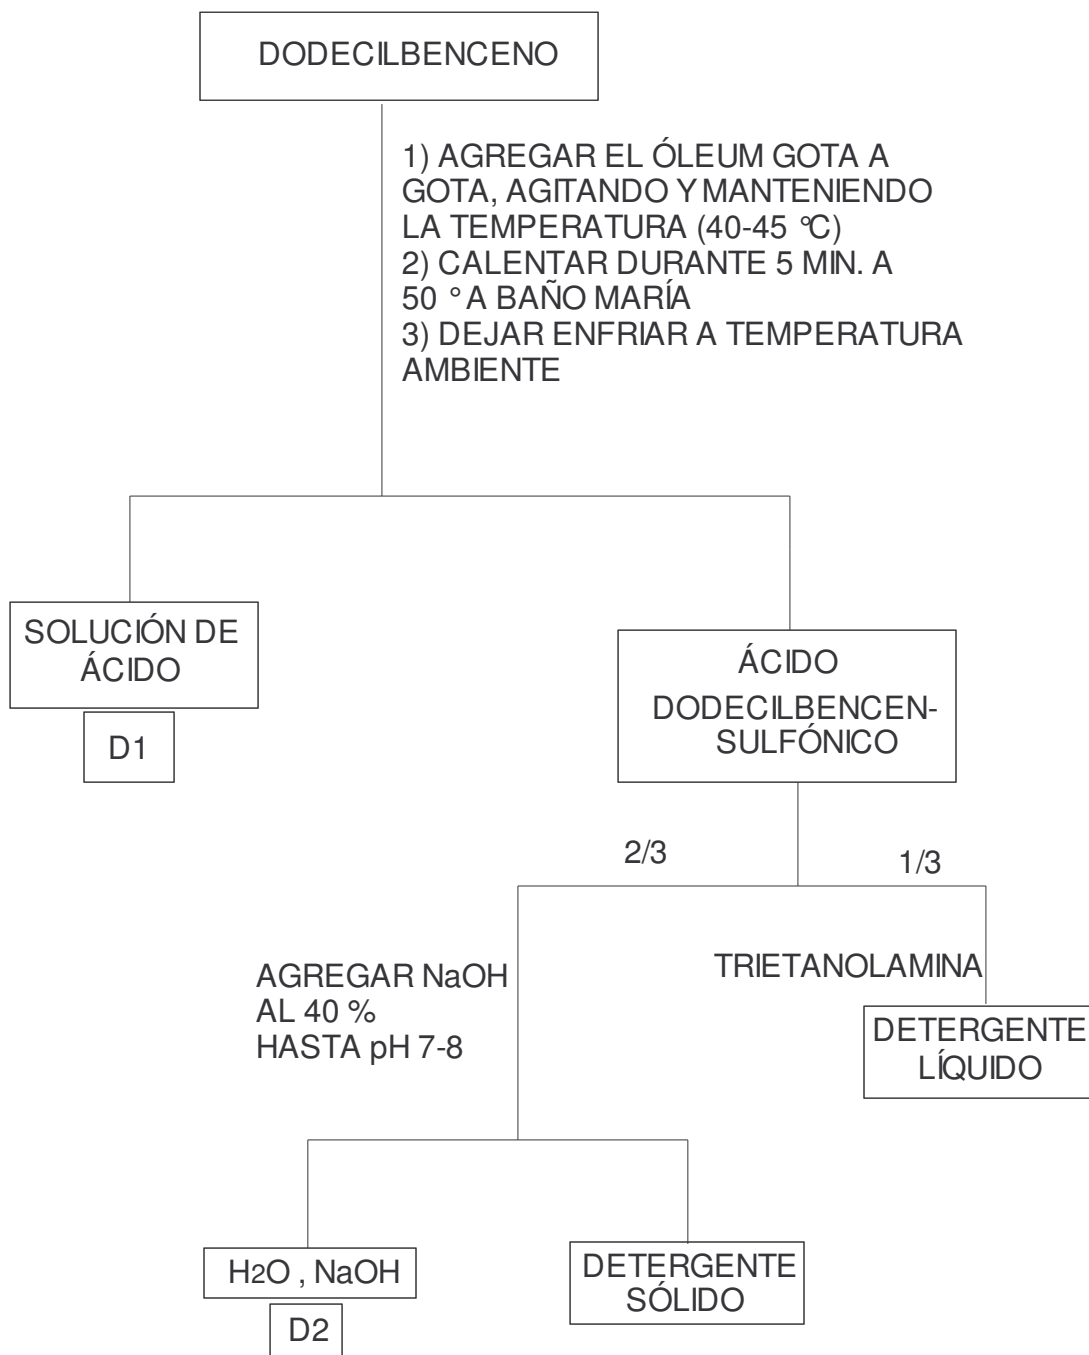 DODECILBENCENO
1) AGREGAR EL ÓLEUM GOTA A
GOTA, AGITANDO Y MANTENIENDO
LA TEMPERATURA (40-45 °C)
2) CALENTAR DURANTE 5 MIN. A
50 ° A BAÑO MARÍA
3) DEJAR ENFRIAR A TEMPERATURA
AMBIENTE
SOLUCIÓN DE
ÁCIDO
D1
ÁCIDO
DODECILBENCEN-
SULFÓNICO
2/3
1/3
AGREGAR NaOH
AL 40 %
HASTA pH 7-8
TRIETANOLAMINA
DETERGENTE
LÍQUIDO
H2O , NaOH
D2
DETERGENTE
SÓLIDO